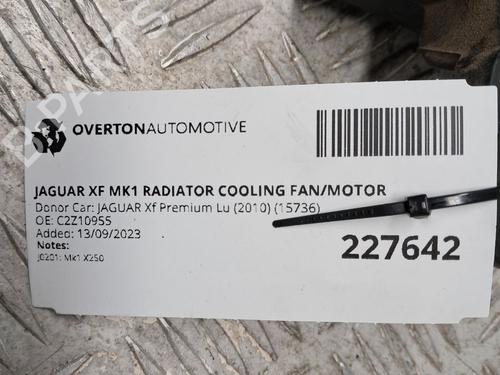 OVERTONAUTOMOTIVE
JAGUAR XF MK1 RADIATOR COOLING FAN/MOTOR
Donor Car: JAGUAR Xf Premium Lu (2010) (15736)
OE: C2Z10955
Added: 13/09/2023
Notes:
J0201: Mk1 X250
227642